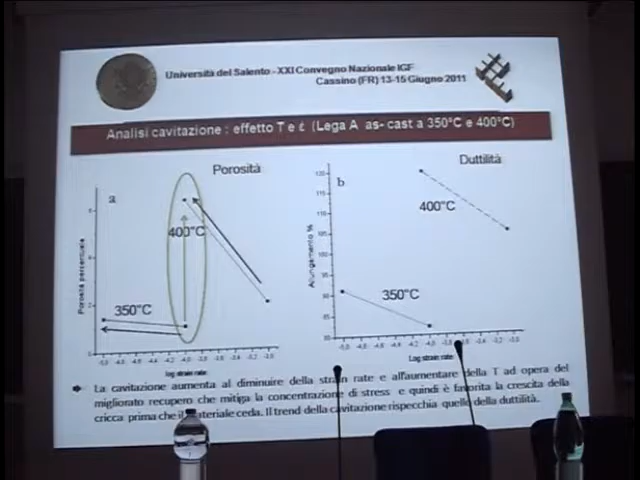 Università del Salento - XXI Convegno Nazionale IGF
Cassino (FR) 13-15 Giugno 2011
Analisi cavitazione : effetto T e ε̇ (Lega A as- cast a 350°C e 400°C)
Porosità
a
400°C
350°C
Porosità percentuale
log strain rate
Duttilità
b
400°C
350°C
Allungamento %
Log strain rate
La cavitazione aumenta al diminuire della strain rate e all'aumentare della T ad opera del
migliorato recupero che mitiga la concentrazione di stress e quindi è favorita la crescita della
cricca prima che il materiale ceda. Il trend della cavitazione rispecchia quello della duttilità.